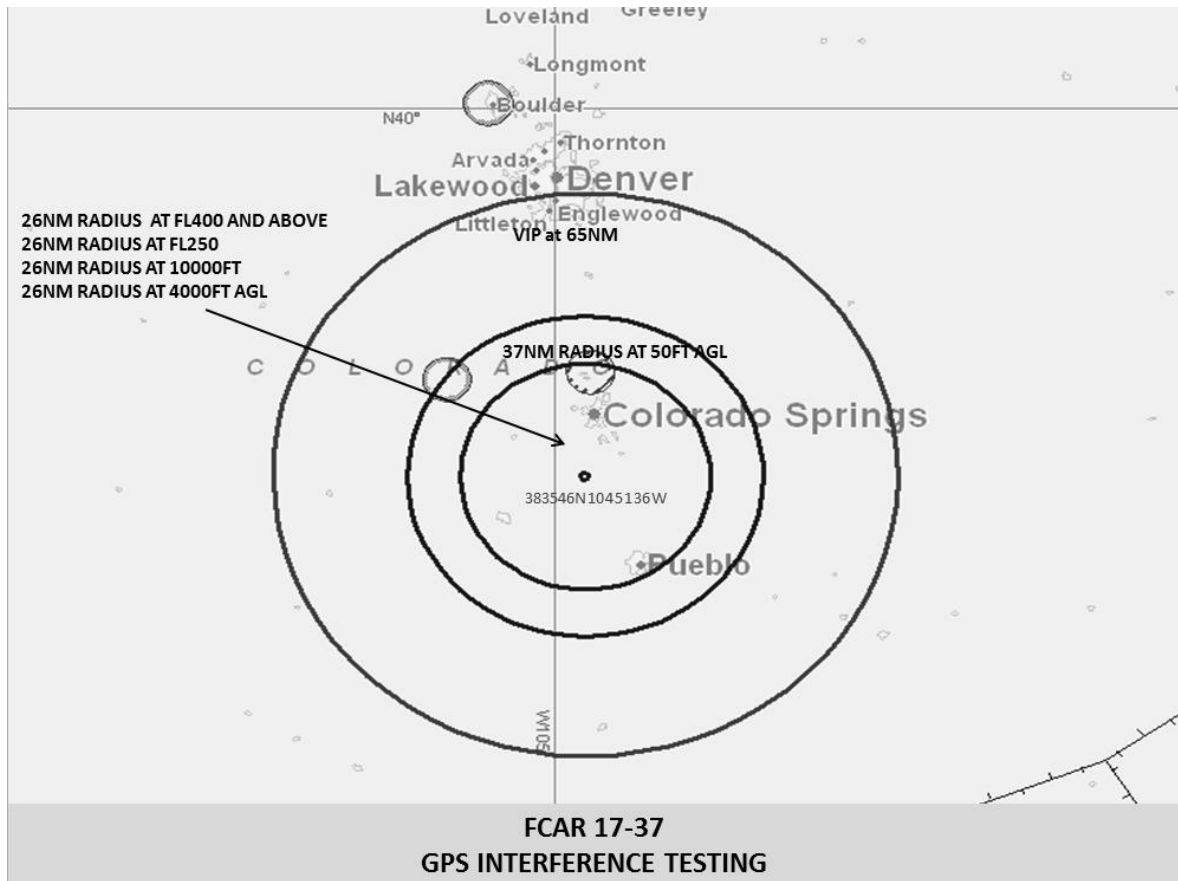 Loveland
Greeley
Longmont
Boulder
N40°
Thornton
Arvada
Denver
Lakewood
Englewood
Littleton
26NM RADIUS AT FL400 AND ABOVE
26NM RADIUS AT FL250
26NM RADIUS AT 10000FT
26NM RADIUS AT 4000FT AGL
VIP at 65NM
37NM RADIUS AT 50FT AGL
C O L O R A D O
Colorado Springs
383546N1045136W
Pueblo
W105
FCAR 17-37
GPS INTERFERENCE TESTING